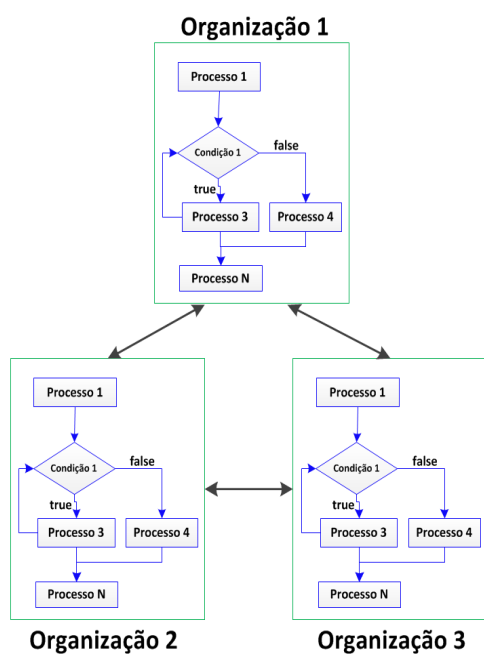 Organização 1
Processo 1
Condição 1
false
true
Processo 3
Processo 4
Processo N
Processo 1
Condição 1
false
true
Processo 3
Processo 4
Processo N
Organização 2
Processo 1
Condição 1
false
true
Processo 3
Processo 4
Processo N
Organização 3